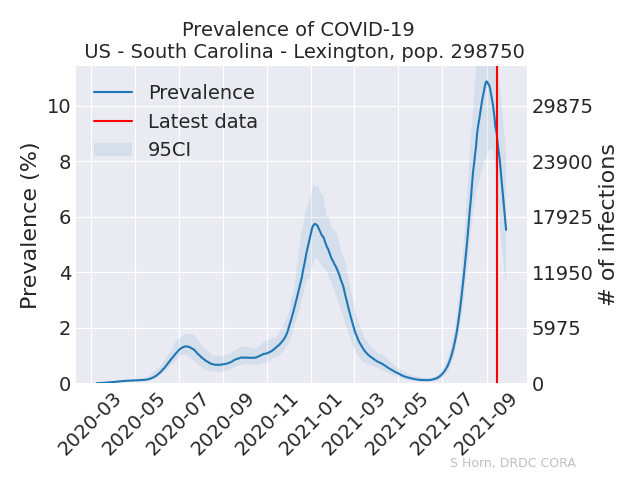 Prevalence of COVID-19
US - South Carolina - Lexington, pop. 298750
Prevalence
Latest data
95CI
Prevalence (%)
10
8
6
4
2
0
29875
23900
17925
11950
5975
0
# of infections
2020-03
2020-05
2020-07
2020-09
2020-11
2021-01
2021-03
2021-05
2021-07
2021-09
S Horn, DRDC CORA